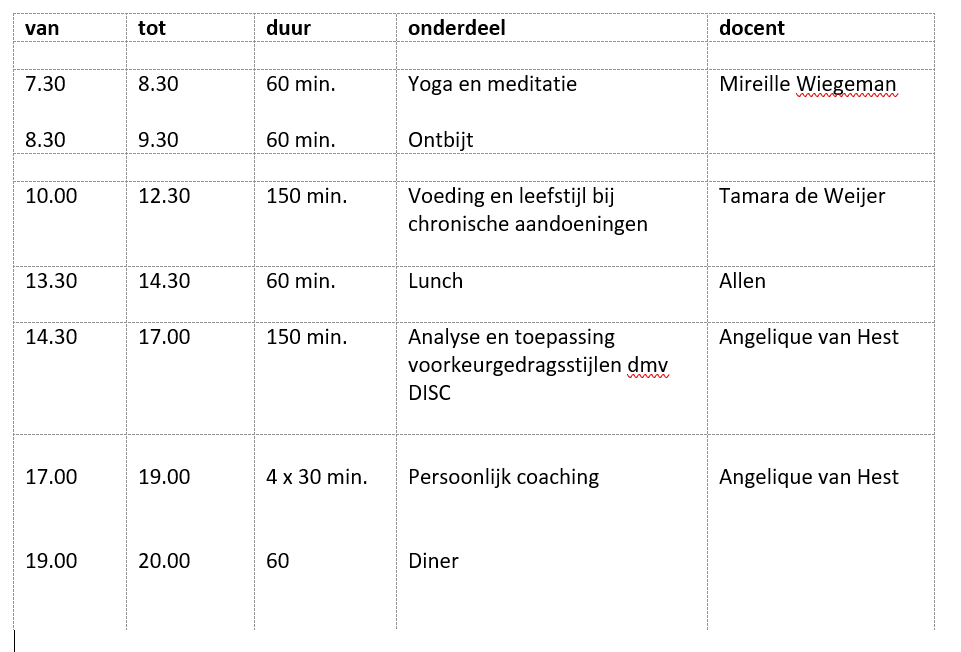 van tot duur onderdeel docent
7.30 8.30 60 min. Yoga en meditatie Mireille Wiegeman
8.30 9.30 60 min. Ontbijt
10.00 12.30 150 min. Voeding en leefstijl bij Tamara de Weijer
chronische aandoeningen
13.30 14.30 60 min. Lunch Allen
14.30 17.00 150 min. Analyse en toepassing Angelique van Hest
voorkeurgedragsstijlen dmv
DISC
17.00 19.00 4 x 30 min. Persoonlijk coaching Angelique van Hest
19.00 20.00 60 Diner